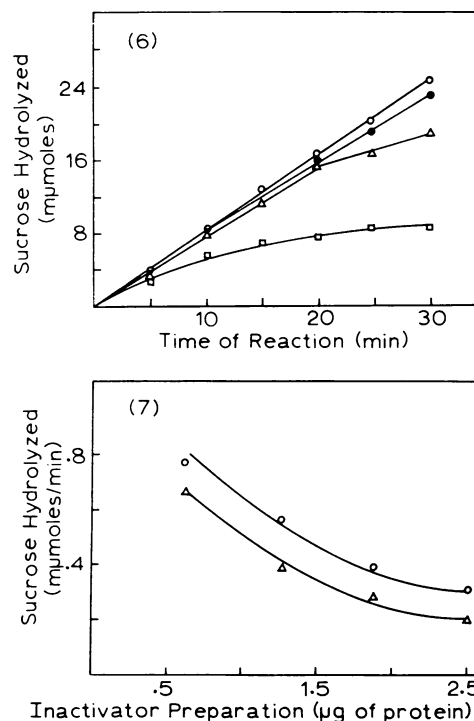 (6)
Sucrose Hydrolyzed
(mμmoles)
24
16
8
10
20
30
Time of Reaction (min)
(7)
Sucrose Hydrolyzed
(mμmoles/min)
.8
.4
.5
1.5
2.5
Inactivator Preparation (μg of protein)